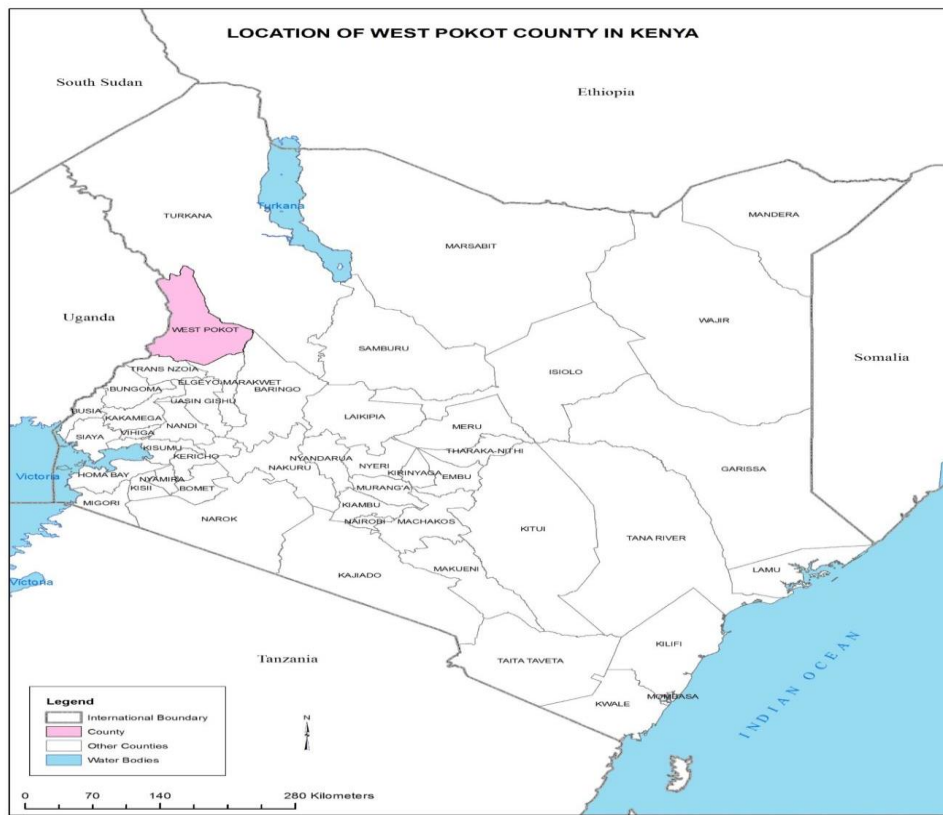 LOCATION OF WEST POKOT COUNTY IN KENYA
South Sudan
Ethiopia
Turkana
TURKANA
MANDERA
MARSABIT
Uganda
WEST POKOT
WAJIR
SAMBURU
Somalia
ISIOLO
TRANS NZOIA
ELGEYO-MARAKWET
BUNGOMA
BARINGO
UASIN GISHU
BUSIA
KAKAMEGA
LAIKIPIA
NANDI
MERU
SIAYA
VIHIGA
KISUMU
THARAKA-NITHI
KERICHO
NYANDARUA
NYERI
NAKURU
GARISSA
Victoria
HOMA BAY
NYAMIRA
KIRINYAGA
EMBU
KISII
BOMET
MURANG'A
MIGORI
KIAMBU
NAROK
NAIROBI
MACHAKOS
KITUI
TANA RIVER
MAKUENI
LAMU
KAJIADO
Victoria
KILIFI
Tanzania
TAITA TAVETA
MOMBASA
KWALE
INDIAN OCEAN
Legend
International Boundary
County
Other Counties
Water Bodies
N
0 70 140 280 Kilometers